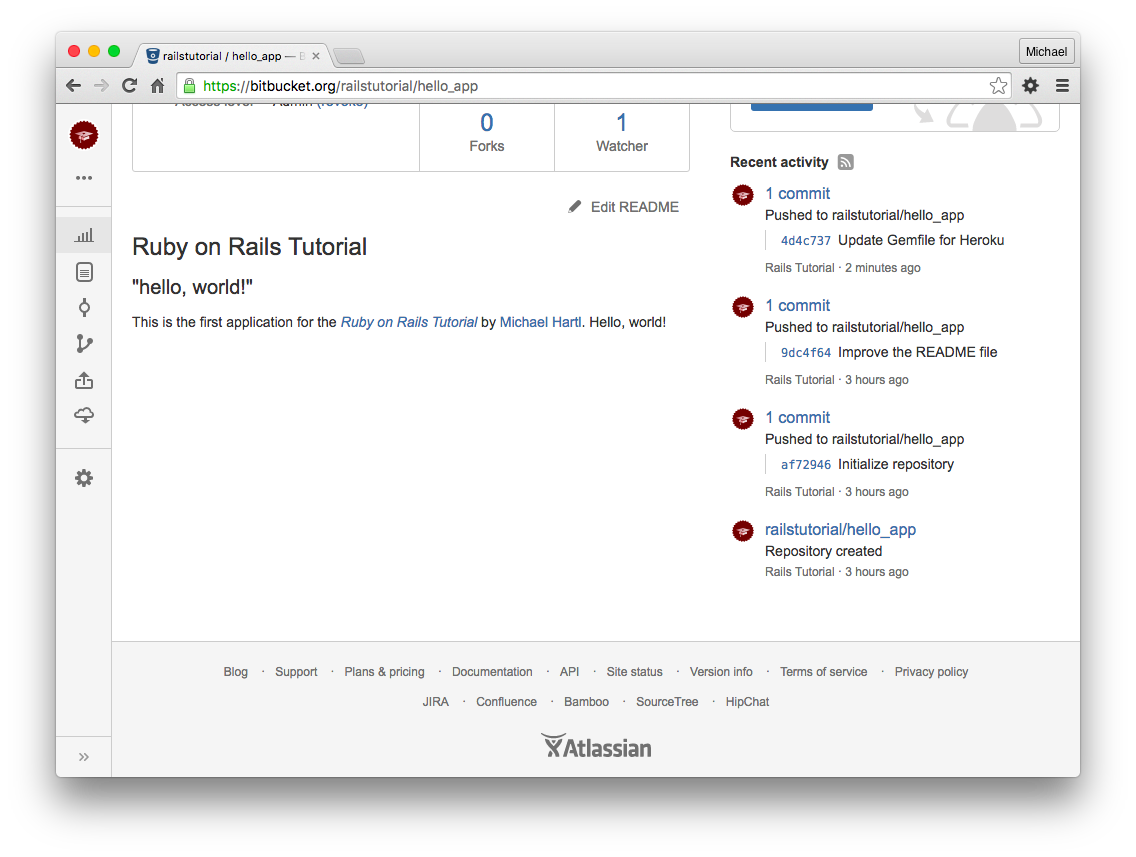 railstutorial / hello_app — B
Michael
https://bitbucket.org/railstutorial/hello_app
Access level Admin (revoke)
0
Forks
1
Watcher
Edit README
Ruby on Rails Tutorial
"hello, world!"
This is the first application for the Ruby on Rails Tutorial by Michael Hartl. Hello, world!
Recent activity
1 commit
Pushed to railstutorial/hello_app
4d4c737 Update Gemfile for Heroku
Rails Tutorial · 2 minutes ago
1 commit
Pushed to railstutorial/hello_app
9dc4f64 Improve the README file
Rails Tutorial · 3 hours ago
1 commit
Pushed to railstutorial/hello_app
af72946 Initialize repository
Rails Tutorial · 3 hours ago
railstutorial/hello_app
Repository created
Rails Tutorial · 3 hours ago
Blog · Support · Plans & pricing · Documentation · API · Site status · Version info · Terms of service · Privacy policy
JIRA · Confluence · Bamboo · SourceTree · HipChat
Atlassian